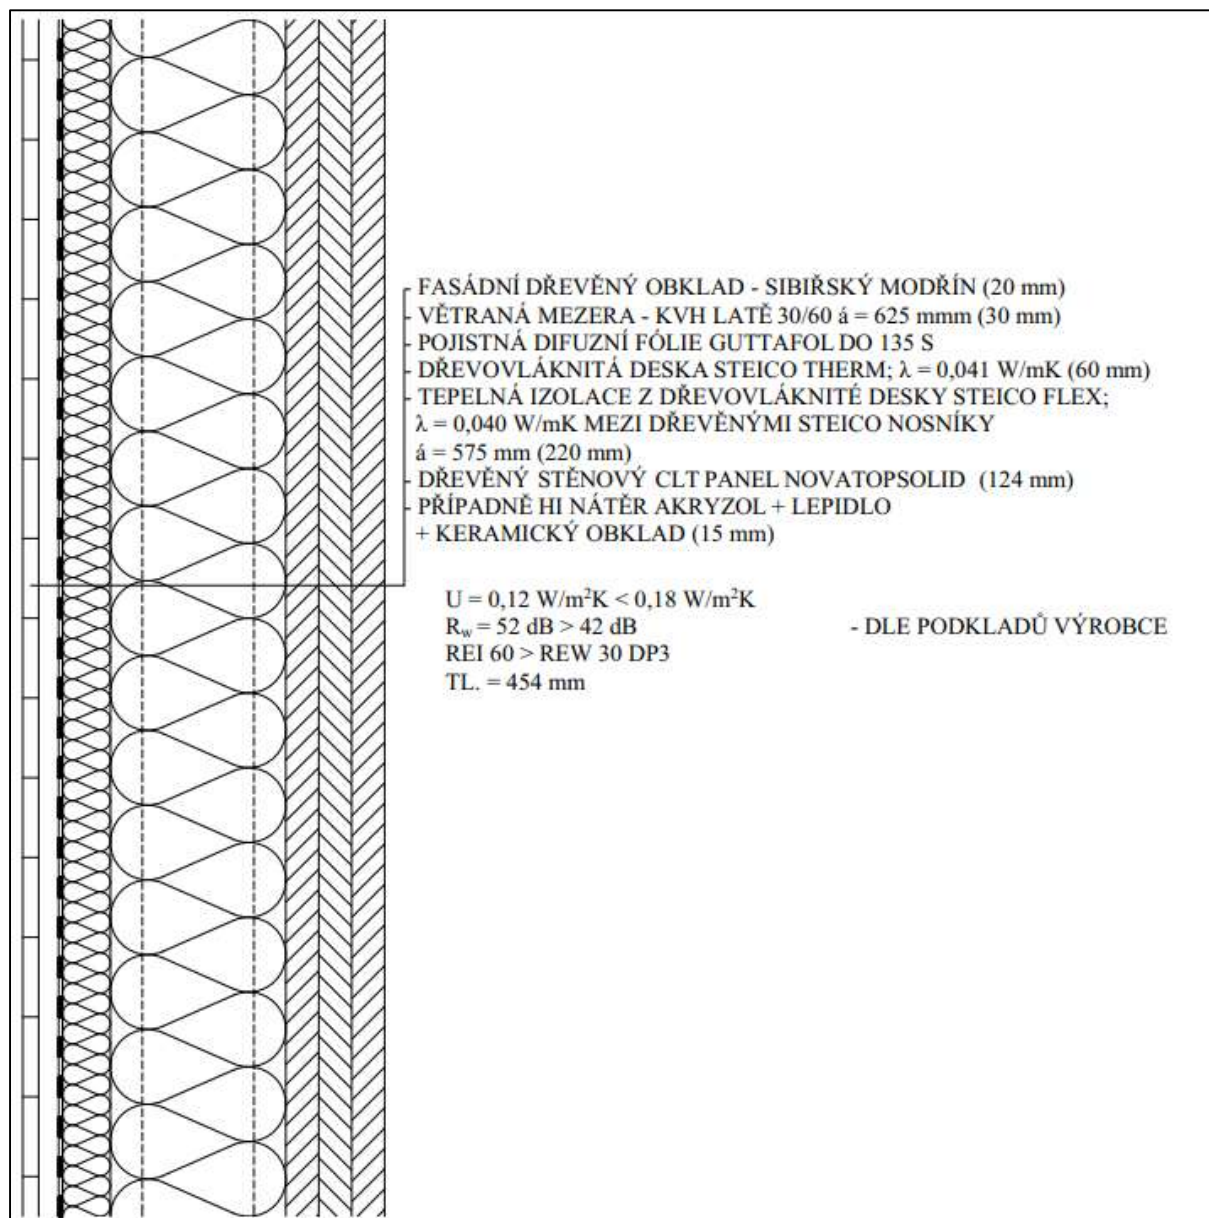 - FASÁDNÍ DŘEVĚNÝ OBKLAD - SIBIŘSKÝ MODŘÍN (20 mm)
- VĚTRANÁ MEZERA - KVH LATĚ 30/60 á = 625 mmm (30 mm)
- POJISTNÁ DIFUZNÍ FÓLIE GUTTAFOL DO 135 S
- DŘEVOVLÁKNITÁ DESKA STEICO THERM; λ = 0,041 W/mK (60 mm)
- TEPELNÁ IZOLACE Z DŘEVOVLÁKNITÉ DESKY STEICO FLEX;
λ = 0,040 W/mK MEZI DŘEVĚNÝMI STEICO NOSNÍKY
á = 575 mm (220 mm)
- DŘEVĚNÝ STĚNOVÝ CLT PANEL NOVATOPSOLID (124 mm)
- PŘÍPADNĚ HI NÁTĚR AKRYZOL + LEPIDLO
+ KERAMICKÝ OBKLAD (15 mm)
U = 0,12 W/m²K < 0,18 W/m²K
Rw = 52 dB > 42 dB - DLE PODKLADŮ VÝROBCE
REI 60 > REW 30 DP3
TL. = 454 mm